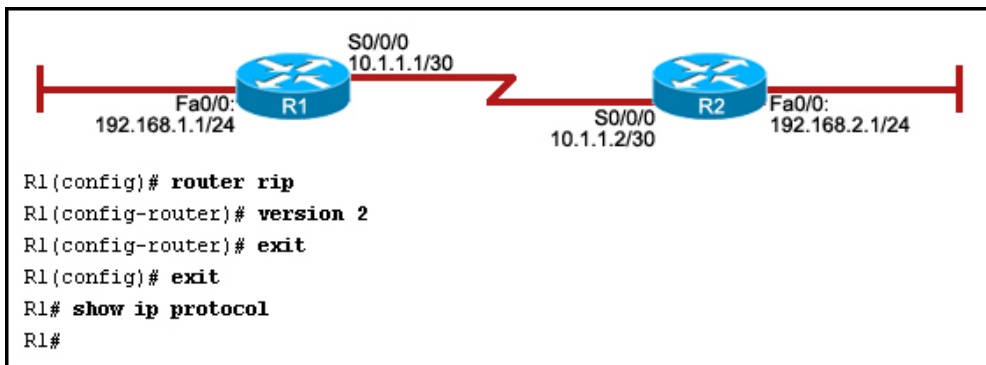 S0/0/0
10.1.1.1/30
R1
Fa0/0:
192.168.1.1/24
R2
S0/0/0
10.1.1.2/30
Fa0/0:
192.168.2.1/24
R1(config)# router rip
R1(config-router)# version 2
R1(config-router)# exit
R1(config)# exit
R1# show ip protocol
R1#